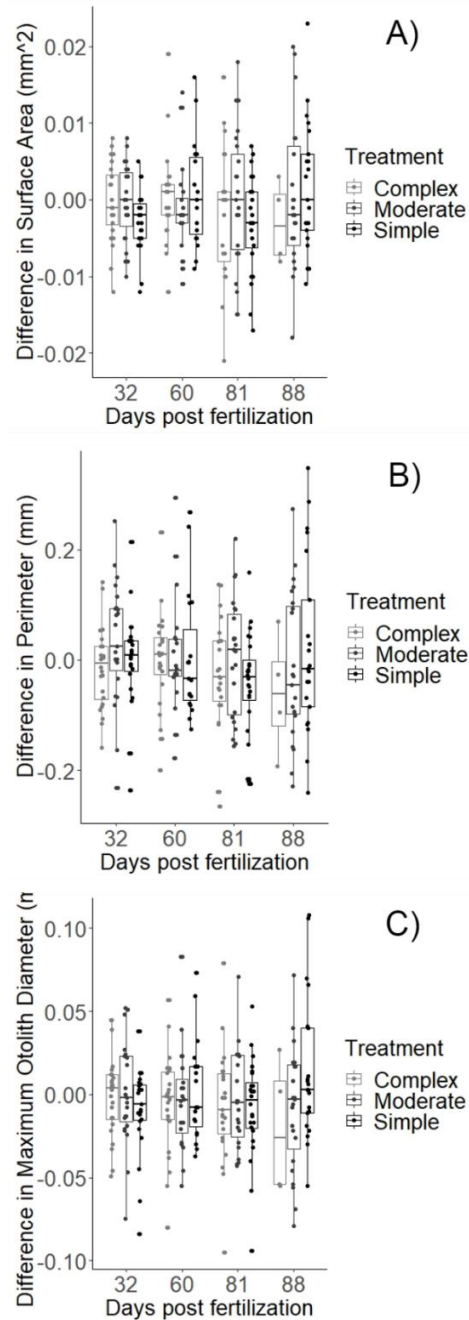 A)
Difference in Surface Area (mm^2)
0.02
0.01
0.00
-0.01
-0.02
32 60 81 88
Days post fertilization
Treatment
Complex
Moderate
Simple
B)
Difference in Perimeter (mm)
0.2
0.0
-0.2
32 60 81 88
Days post fertilization
Treatment
Complex
Moderate
Simple
C)
Difference in Maximum Otolith Diameter
0.10
0.05
0.00
-0.05
-0.10
32 60 81 88
Days post fertilization
Treatment
Complex
Moderate
Simple